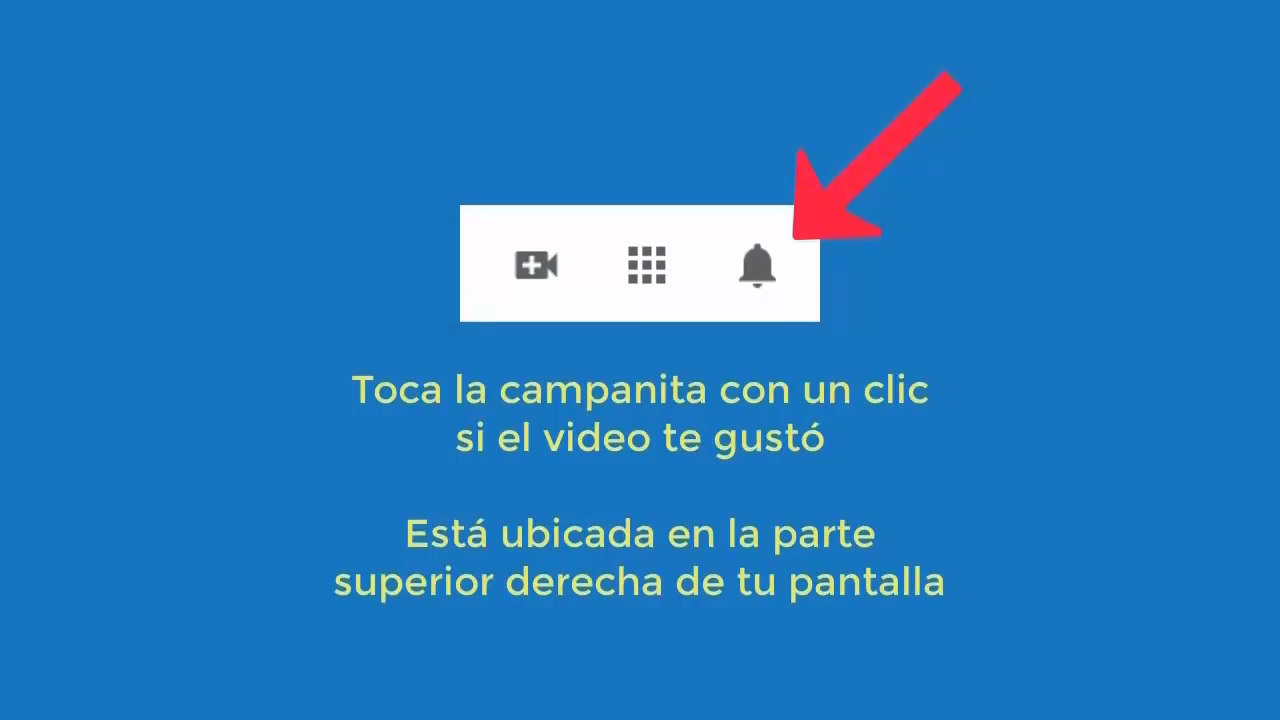 Toca la campanita con un clic
si el video te gustó
Está ubicada en la parte
superior derecha de tu pantalla